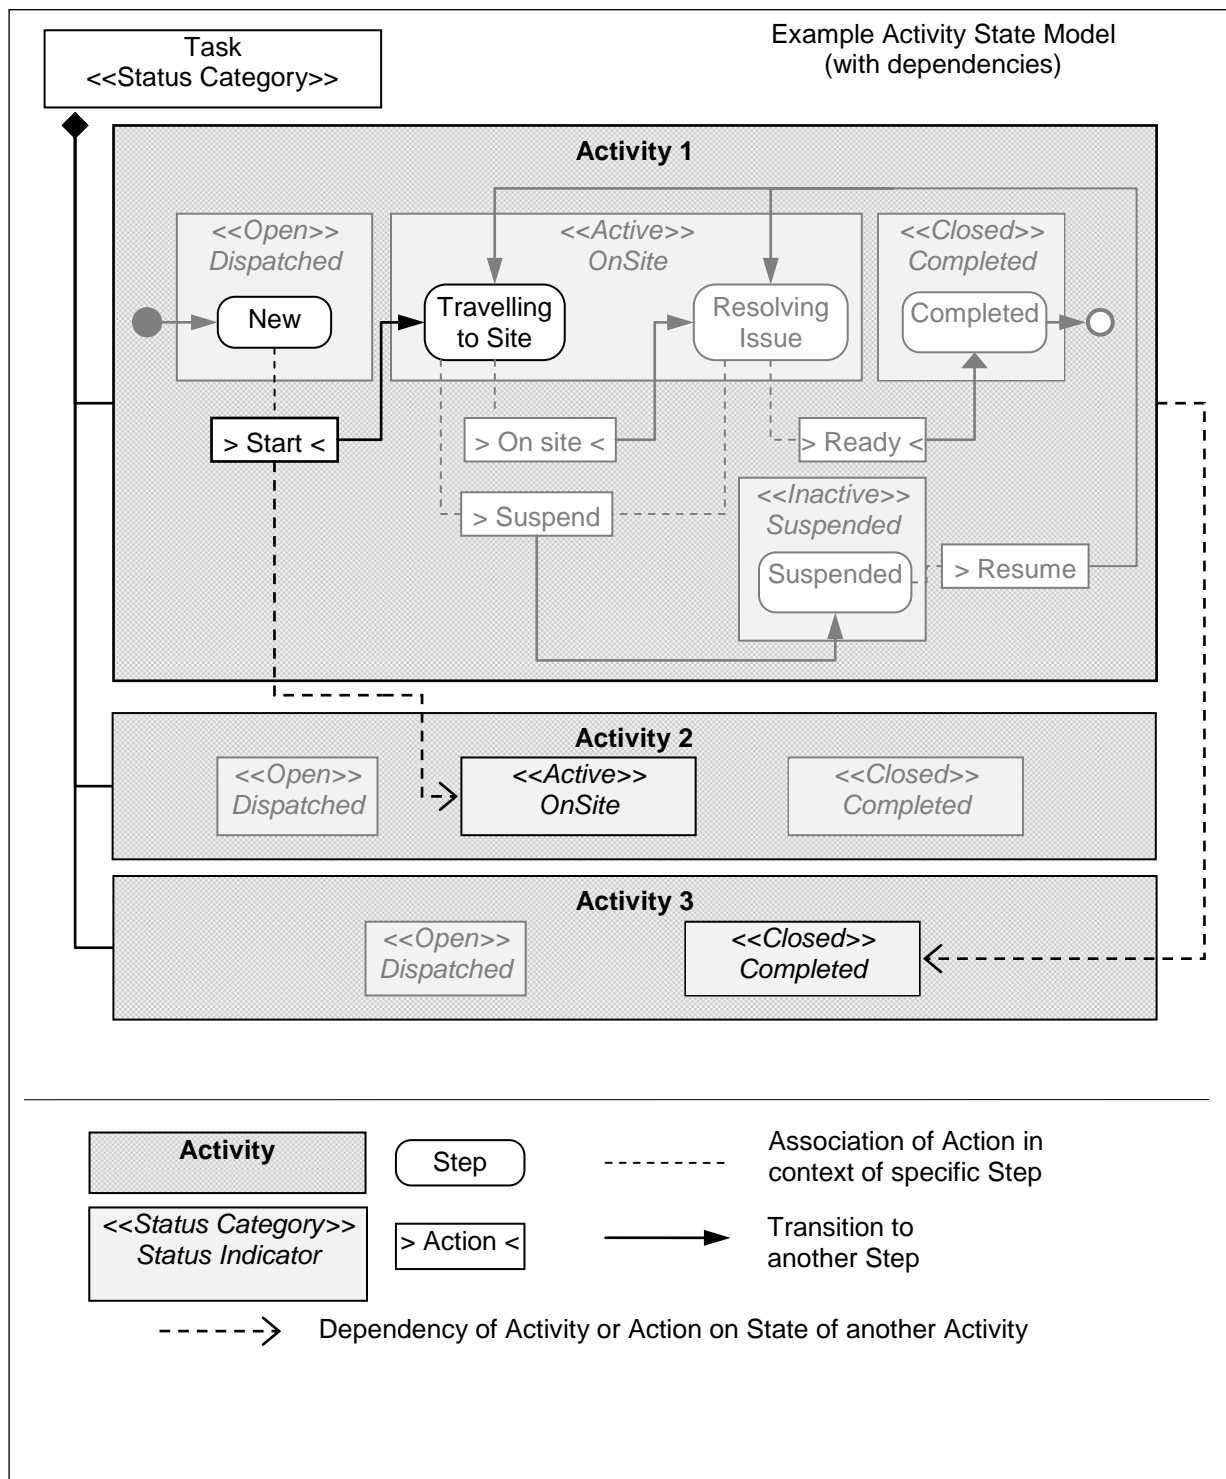 Task
<<Status Category>>
Example Activity State Model
(with dependencies)
Activity 1
<<Open>>
Dispatched
<<Active>>
OnSite
<<Closed>>
Completed
New
Travelling
to Site
Resolving
Issue
Completed
> Start <
> On site <
> Ready <
> Suspend
<<Inactive>>
Suspended
Suspended
> Resume
Activity 2
<<Open>>
Dispatched
<<Active>>
OnSite
<<Closed>>
Completed
Activity 3
<<Open>>
Dispatched
<<Closed>>
Completed
Activity
Step
Association of Action in
context of specific Step
<<Status Category>>
Status Indicator
> Action <
Transition to
another Step
Dependency of Activity or Action on State of another Activity